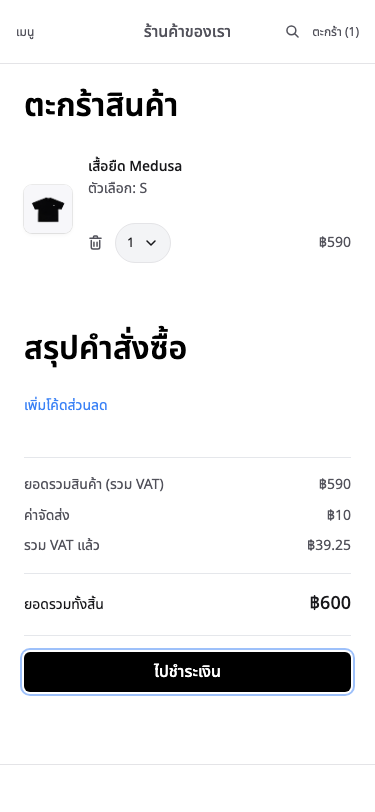 เมนู
ร้านค้าของเรา
ตะกร้า (1)
ตะกร้าสินค้า
เสื้อยืด Medusa
ตัวเลือก: S
1
฿590
สรุปคำสั่งซื้อ
เพิ่มโค้ดส่วนลด
ยอดรวมสินค้า (รวม VAT) ฿590
ค่าจัดส่ง ฿10
รวม VAT แล้ว ฿39.25
ยอดรวมทั้งสิ้น ฿600
ไปชำระเงิน